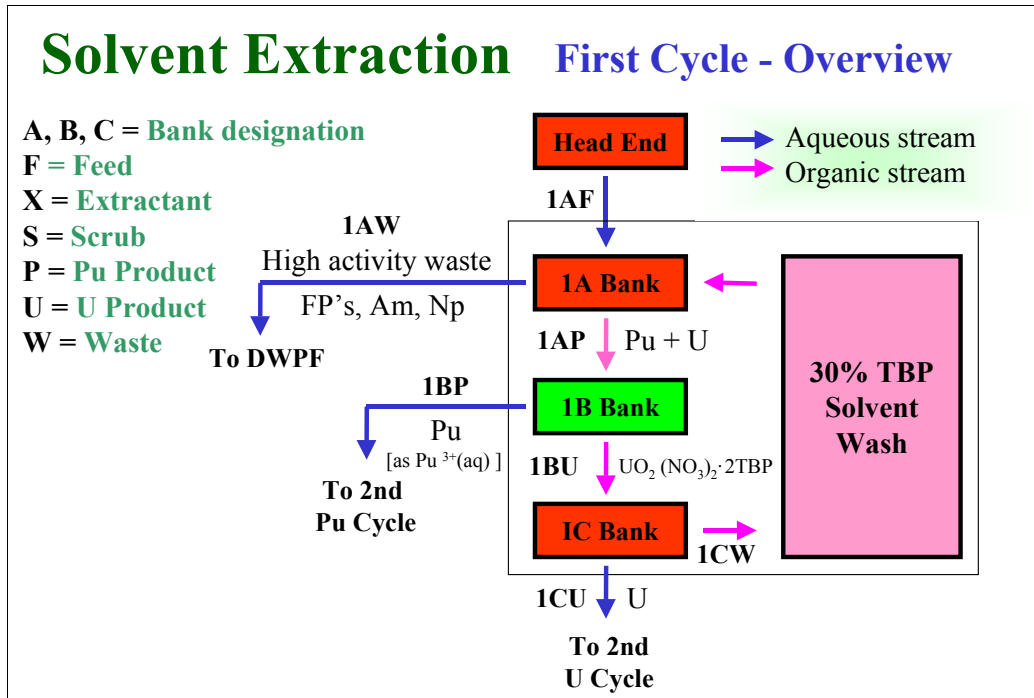 Solvent Extraction First Cycle - Overview
A, B, C = Bank designation
F = Feed
X = Extractant
S = Scrub
P = Pu Product
U = U Product
W = Waste
Head End
Aqueous stream
Organic stream
1AF
1AW
High activity waste
FP's, Am, Np
To DWPF
1A Bank
1AP Pu + U
30% TBP
Solvent
Wash
1BP
Pu
[as Pu ³⁺(aq) ]
To 2nd
Pu Cycle
1B Bank
1BU UO₂ (NO₃)₂·2TBP
IC Bank
1CW
1CU U
To 2nd
U Cycle